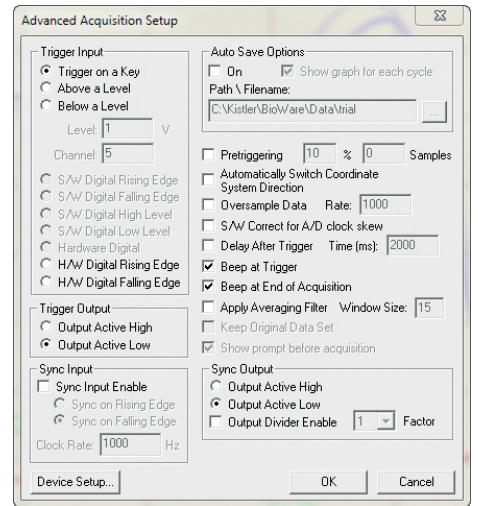 Advanced Acquisition Setup
Trigger Input
Trigger on a Key
Above a Level
Below a Level
Level: 1 V
Channel: 5
S/W Digital Rising Edge
S/W Digital Falling Edge
S/W Digital High Level
S/W Digital Low Level
Hardware Digital
H/W Digital Rising Edge
H/W Digital Falling Edge
Trigger Output
Output Active High
Output Active Low
Sync Input
Sync Input Enable
Sync on Rising Edge
Sync on Falling Edge
Clock Rate: 1000 Hz
Device Setup...
Auto Save Options
On Show graph for each cycle
Path \ Filename:
C:\Kistler\BioWare\Data\trial
...
Pretriggering 10 % 0 Samples
Automatically Switch Coordinate
System Direction
Oversample Data Rate: 1000
S/W Correct for A/D clock skew
Delay After Trigger Time (ms): 2000
Beep at Trigger
Beep at End of Acquisition
Apply Averaging Filter Window Size: 15
Keep Original Data Set
Show prompt before acquisition
Sync Output
Output Active High
Output Active Low
Output Divider Enable 1 Factor
OK Cancel